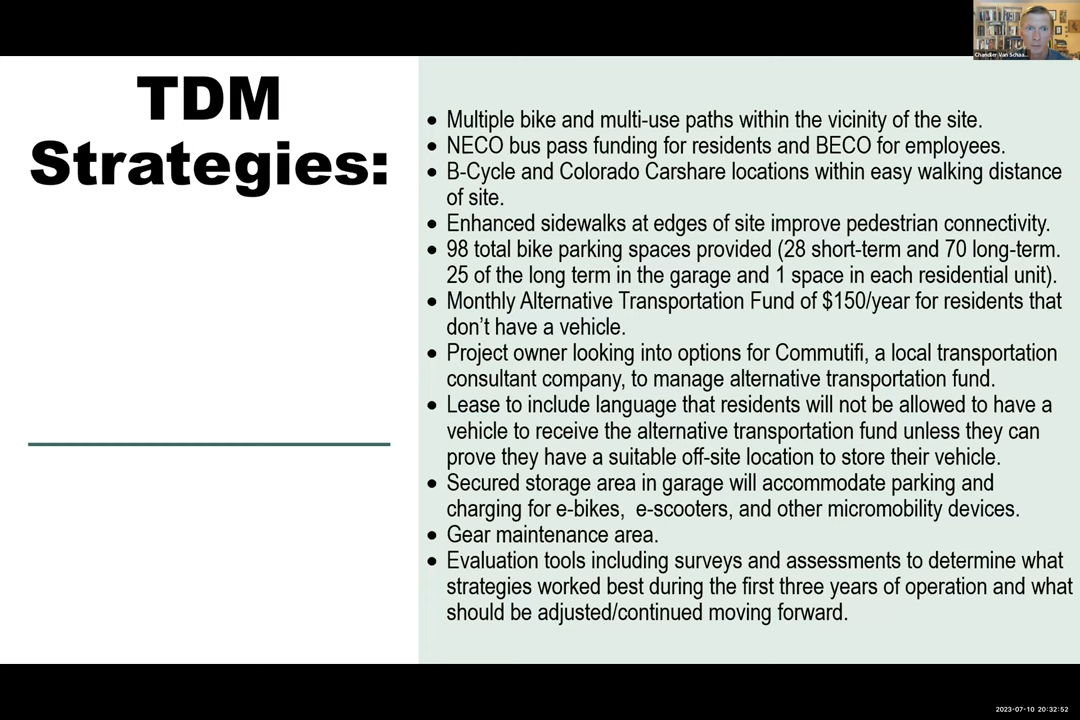 Chandler Van Schaa...
TDM
Strategies:
• Multiple bike and multi-use paths within the vicinity of the site.
• NECO bus pass funding for residents and BECO for employees.
• B-Cycle and Colorado Carshare locations within easy walking distance
of site.
• Enhanced sidewalks at edges of site improve pedestrian connectivity.
• 98 total bike parking spaces provided (28 short-term and 70 long-term.
25 of the long term in the garage and 1 space in each residential unit).
• Monthly Alternative Transportation Fund of $150/year for residents that
don’t have a vehicle.
• Project owner looking into options for Commutifi, a local transportation
consultant company, to manage alternative transportation fund.
• Lease to include language that residents will not be allowed to have a
vehicle to receive the alternative transportation fund unless they can
prove they have a suitable off-site location to store their vehicle.
• Secured storage area in garage will accommodate parking and
charging for e-bikes,  e-scooters, and other micromobility devices.
• Gear maintenance area.
• Evaluation tools including surveys and assessments to determine what
strategies worked best during the first three years of operation and what
should be adjusted/continued moving forward.
2023-07-10 20:32:52